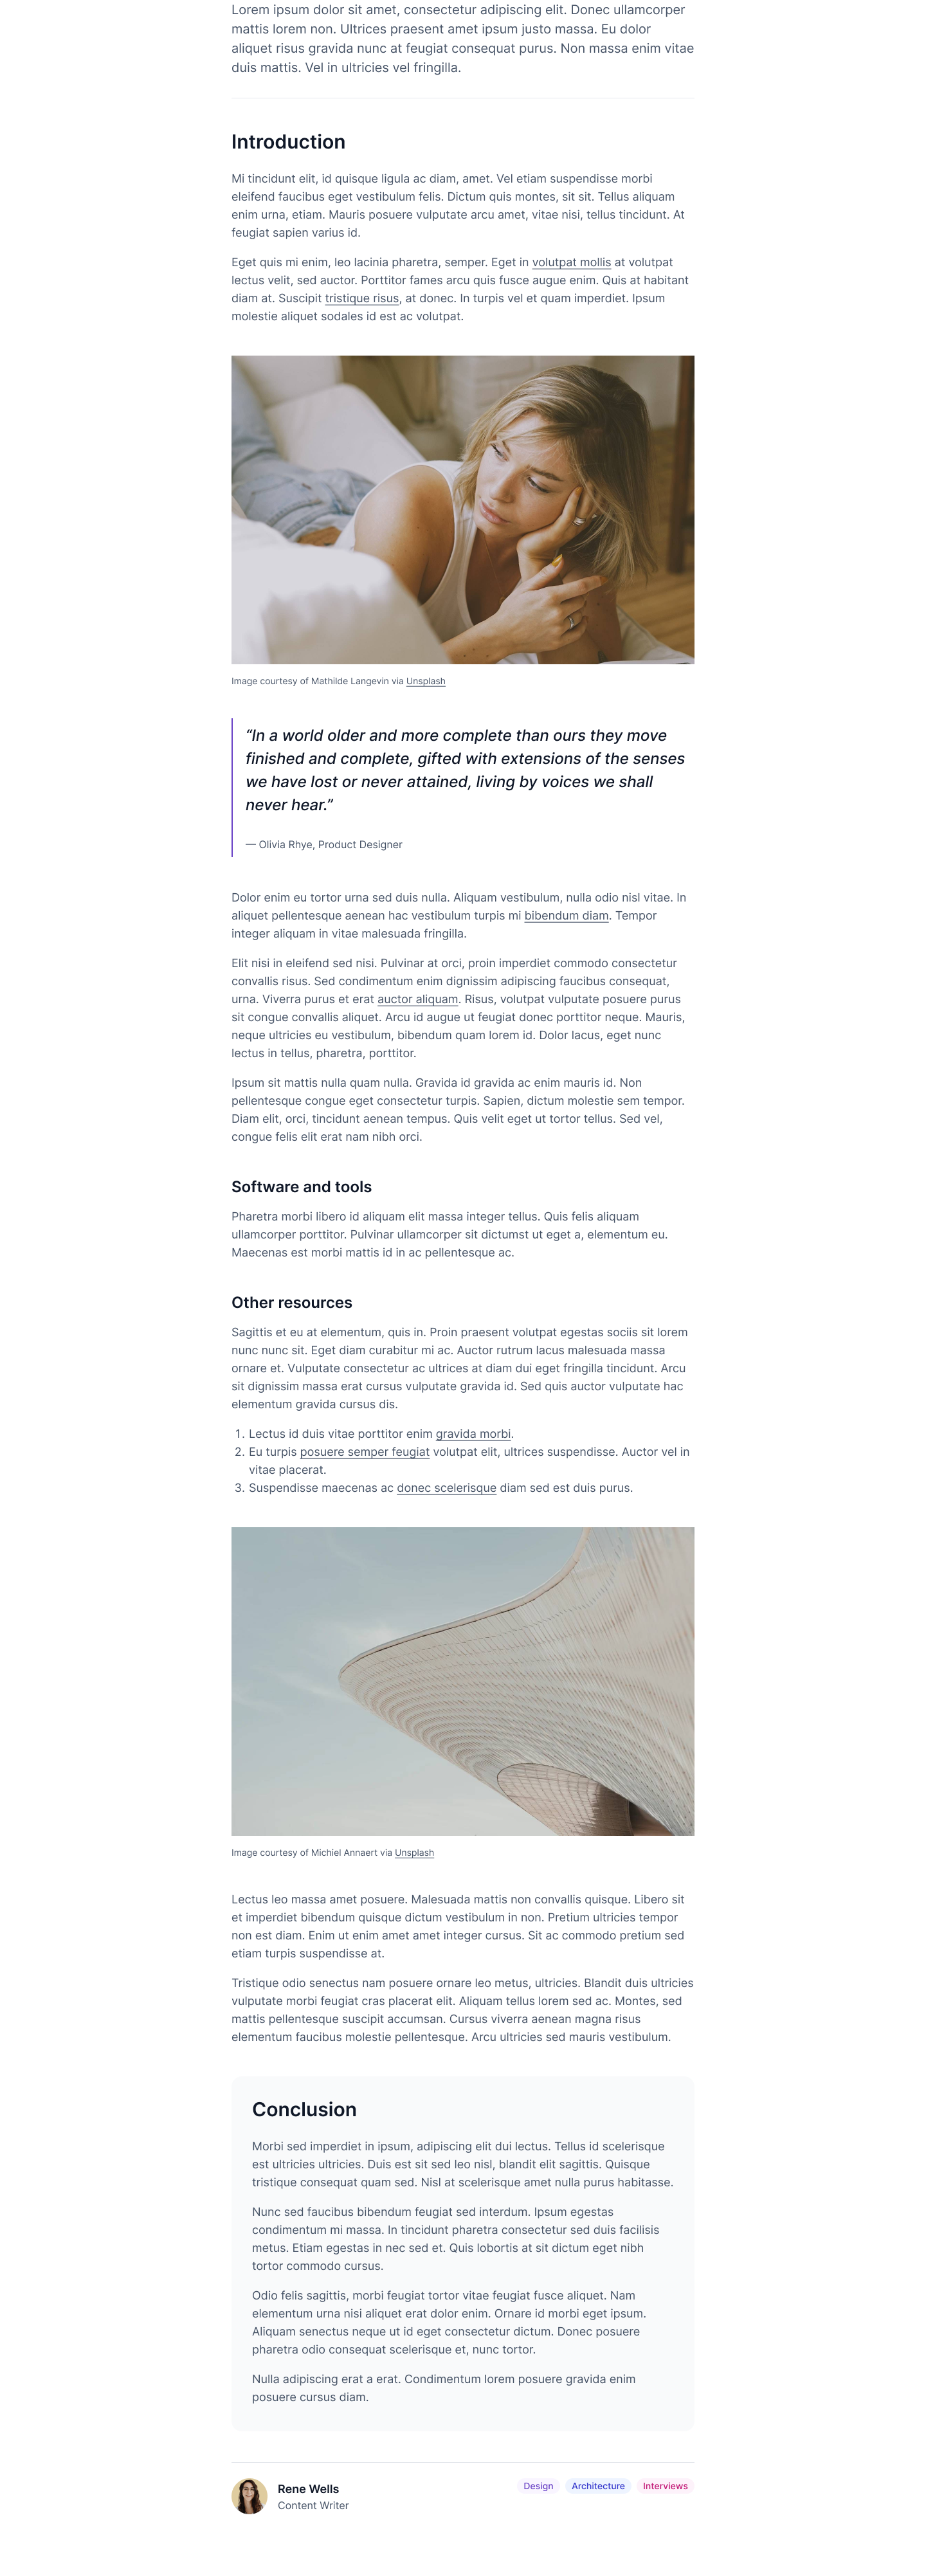 Lorem ipsum dolor sit amet, consectetur adipiscing elit. Donec ullamcorper
mattis lorem non. Ultrices praesent amet ipsum justo massa. Eu dolor
aliquet risus gravida nunc at feugiat consequat purus. Non massa enim vitae
duis mattis. Vel in ultricies vel fringilla.
Introduction
Mi tincidunt elit, id quisque ligula ac diam, amet. Vel etiam suspendisse morbi
eleifend faucibus eget vestibulum felis. Dictum quis montes, sit sit. Tellus aliquam
enim urna, etiam. Mauris posuere vulputate arcu amet, vitae nisi, tellus tincidunt. At
feugiat sapien varius id.
Eget quis mi enim, leo lacinia pharetra, semper. Eget in volutpat mollis at volutpat
lectus velit, sed auctor. Porttitor fames arcu quis fusce augue enim. Quis at habitant
diam at. Suscipit tristique risus, at donec. In turpis vel et quam imperdiet. Ipsum
molestie aliquet sodales id est ac volutpat.
Image courtesy of Mathilde Langevin via Unsplash
“In a world older and more complete than ours they move
finished and complete, gifted with extensions of the senses
we have lost or never attained, living by voices we shall
never hear.”
— Olivia Rhye, Product Designer
Dolor enim eu tortor urna sed duis nulla. Aliquam vestibulum, nulla odio nisl vitae. In
aliquet pellentesque aenean hac vestibulum turpis mi bibendum diam. Tempor
integer aliquam in vitae malesuada fringilla.
Elit nisi in eleifend sed nisi. Pulvinar at orci, proin imperdiet commodo consectetur
convallis risus. Sed condimentum enim dignissim adipiscing faucibus consequat,
urna. Viverra purus et erat auctor aliquam. Risus, volutpat vulputate posuere purus
sit congue convallis aliquet. Arcu id augue ut feugiat donec porttitor neque. Mauris,
neque ultricies eu vestibulum, bibendum quam lorem id. Dolor lacus, eget nunc
lectus in tellus, pharetra, porttitor.
Ipsum sit mattis nulla quam nulla. Gravida id gravida ac enim mauris id. Non
pellentesque congue eget consectetur turpis. Sapien, dictum molestie sem tempor.
Diam elit, orci, tincidunt aenean tempus. Quis velit eget ut tortor tellus. Sed vel,
congue felis elit erat nam nibh orci.
Software and tools
Pharetra morbi libero id aliquam elit massa integer tellus. Quis felis aliquam
ullamcorper porttitor. Pulvinar ullamcorper sit dictumst ut eget a, elementum eu.
Maecenas est morbi mattis id in ac pellentesque ac.
Other resources
Sagittis et eu at elementum, quis in. Proin praesent volutpat egestas sociis sit lorem
nunc nunc sit. Eget diam curabitur mi ac. Auctor rutrum lacus malesuada massa
ornare et. Vulputate consectetur ac ultrices at diam dui eget fringilla tincidunt. Arcu
sit dignissim massa erat cursus vulputate gravida id. Sed quis auctor vulputate hac
elementum gravida cursus dis.
1. Lectus id duis vitae porttitor enim gravida morbi.
2. Eu turpis posuere semper feugiat volutpat elit, ultrices suspendisse. Auctor vel in
vitae placerat.
3. Suspendisse maecenas ac donec scelerisque diam sed est duis purus.
Image courtesy of Michiel Annaert via Unsplash
Lectus leo massa amet posuere. Malesuada mattis non convallis quisque. Libero sit
et imperdiet bibendum quisque dictum vestibulum in non. Pretium ultricies tempor
non est diam. Enim ut enim amet amet integer cursus. Sit ac commodo pretium sed
etiam turpis suspendisse at.
Tristique odio senectus nam posuere ornare leo metus, ultricies. Blandit duis ultricies
vulputate morbi feugiat cras placerat elit. Aliquam tellus lorem sed ac. Montes, sed
mattis pellentesque suscipit accumsan. Cursus viverra aenean magna risus
elementum faucibus molestie pellentesque. Arcu ultricies sed mauris vestibulum.
Conclusion
Morbi sed imperdiet in ipsum, adipiscing elit dui lectus. Tellus id scelerisque
est ultricies ultricies. Duis est sit sed leo nisl, blandit elit sagittis. Quisque
tristique consequat quam sed. Nisl at scelerisque amet nulla purus habitasse.
Nunc sed faucibus bibendum feugiat sed interdum. Ipsum egestas
condimentum mi massa. In tincidunt pharetra consectetur sed duis facilisis
metus. Etiam egestas in nec sed et. Quis lobortis at sit dictum eget nibh
tortor commodo cursus.
Odio felis sagittis, morbi feugiat tortor vitae feugiat fusce aliquet. Nam
elementum urna nisi aliquet erat dolor enim. Ornare id morbi eget ipsum.
Aliquam senectus neque ut id eget consectetur dictum. Donec posuere
pharetra odio consequat scelerisque et, nunc tortor.
Nulla adipiscing erat a erat. Condimentum lorem posuere gravida enim
posuere cursus diam.
Rene Wells
Content Writer
Design Architecture Interviews